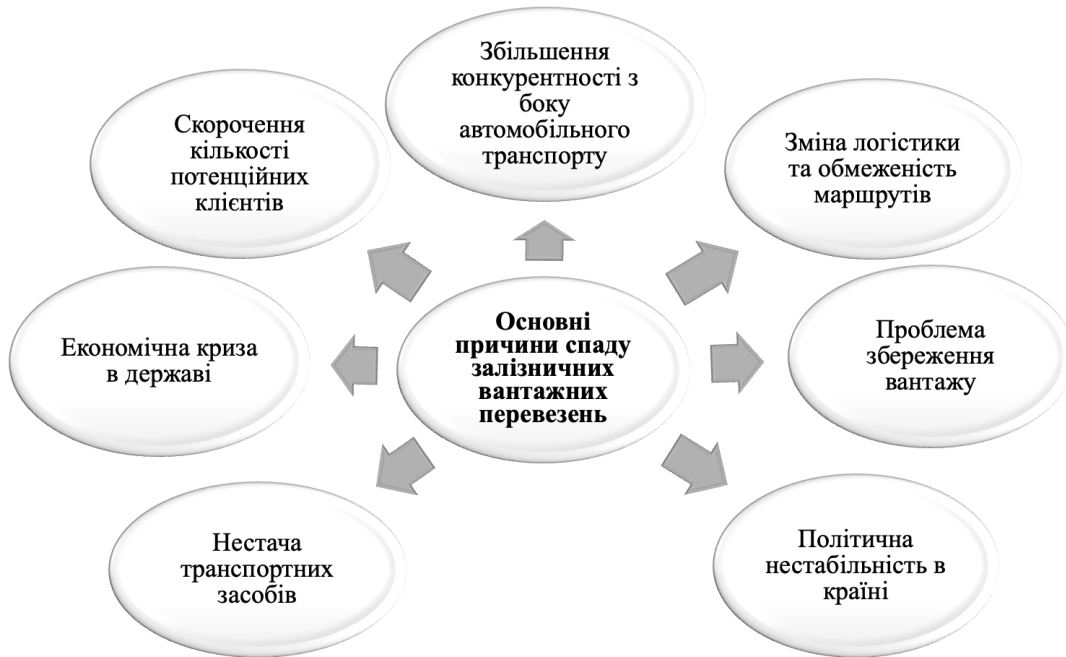 Збільшення
конкурентності з
боку
автомобільного
транспорту
Скорочення
кількості
потенційних
клієнтів
Зміна логістики
та обмеженість
маршрутів
Основні
причини спаду
залізничних
вантажних
перевезень
Економічна криза
в державі
Проблема
збереження
вантажу
Нестача
транспортних
засобів
Політична
нестабільність в
країні